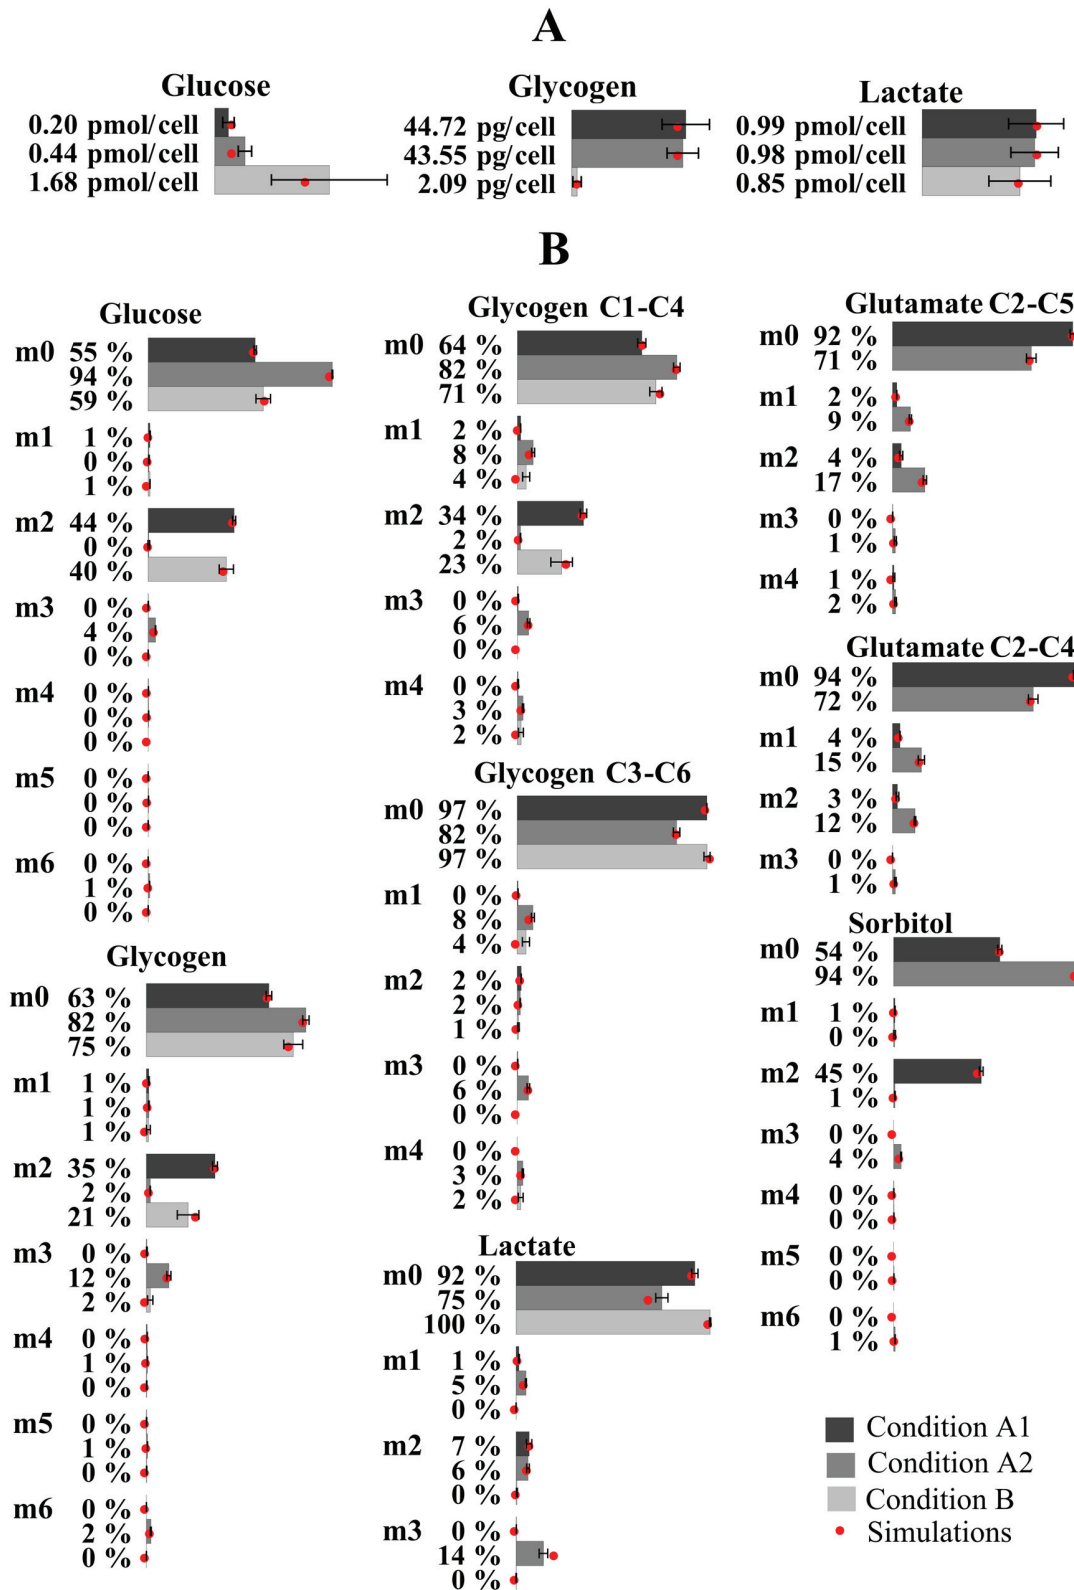 A
Glucose
0.20 pmol/cell
0.44 pmol/cell
1.68 pmol/cell
Glycogen
44.72 pg/cell
43.55 pg/cell
2.09 pg/cell
Lactate
0.99 pmol/cell
0.98 pmol/cell
0.85 pmol/cell
B
Glucose
m0 55 %
94 %
59 %
m1 1 %
0 %
1 %
m2 44 %
0 %
40 %
m3 0 %
4 %
0 %
m4 0 %
0 %
0 %
m5 0 %
0 %
0 %
m6 0 %
1 %
0 %
Glycogen
m0 63 %
82 %
75 %
m1 1 %
1 %
1 %
m2 35 %
2 %
21 %
m3 0 %
12 %
2 %
m4 0 %
1 %
0 %
m5 0 %
1 %
0 %
m6 0 %
2 %
0 %
Glycogen C1-C4
m0 64 %
82 %
71 %
m1 2 %
8 %
4 %
m2 34 %
2 %
23 %
m3 0 %
6 %
0 %
m4 0 %
3 %
2 %
Glycogen C3-C6
m0 97 %
82 %
97 %
m1 0 %
8 %
4 %
m2 2 %
2 %
1 %
m3 0 %
6 %
0 %
m4 0 %
3 %
2 %
Lactate
m0 92 %
75 %
100 %
m1 1 %
5 %
0 %
m2 7 %
6 %
0 %
m3 0 %
14 %
0 %
Glutamate C2-C5
m0 92 %
71 %
m1 2 %
9 %
m2 4 %
17 %
m3 0 %
1 %
m4 1 %
2 %
Glutamate C2-C4
m0 94 %
72 %
m1 4 %
15 %
m2 3 %
12 %
m3 0 %
1 %
Sorbitol
m0 54 %
94 %
m1 1 %
0 %
m2 45 %
1 %
m3 0 %
4 %
m4 0 %
0 %
m5 0 %
0 %
m6 0 %
1 %
Condition A1
Condition A2
Condition B
Simulations